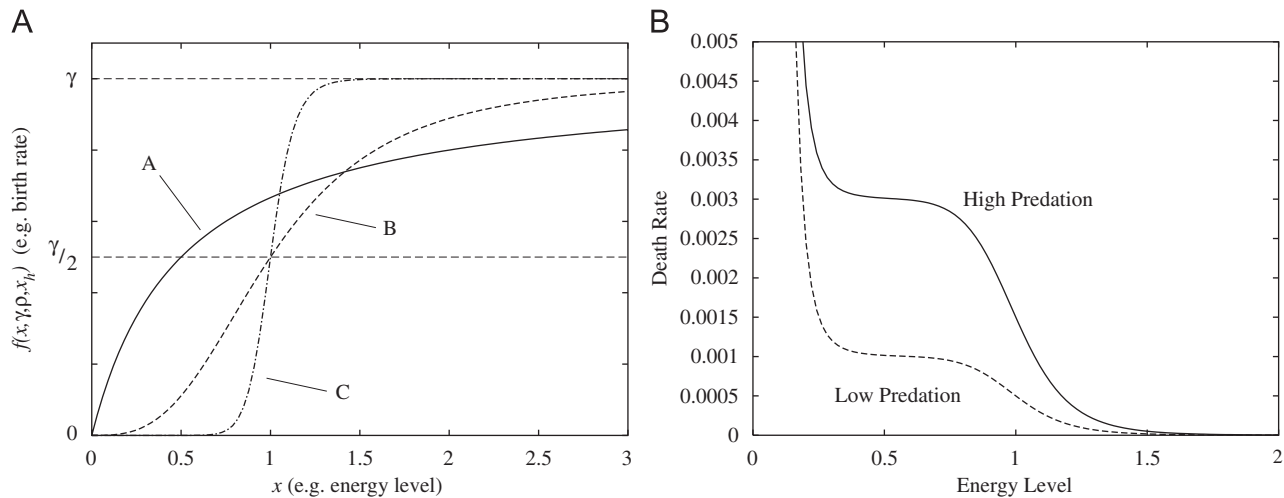 A
B
γ
γ/2
0
f(x,γ,ρ,x_h) (e.g. birth rate)
A
B
C
0
0.5
1
1.5
2
2.5
3
x (e.g. energy level)
0.005
0.0045
0.004
0.0035
0.003
0.0025
0.002
0.0015
0.001
0.0005
0
Death Rate
High Predation
Low Predation
0
0.5
1
1.5
2
Energy Level